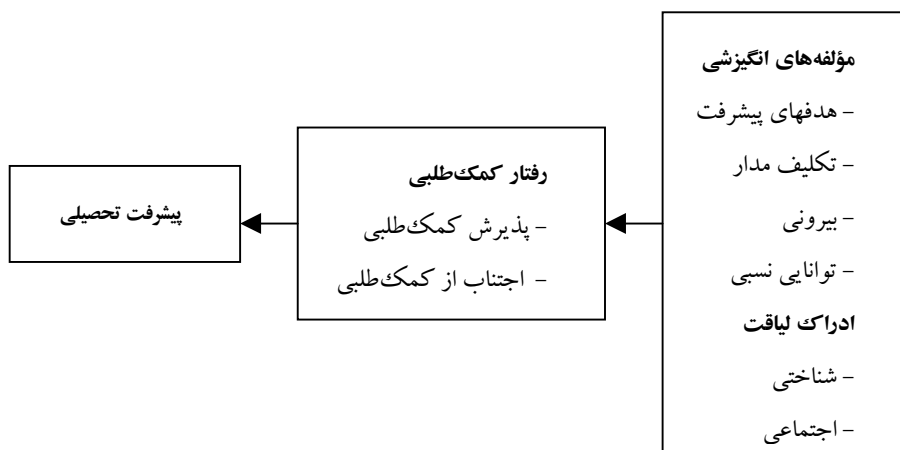 مؤلفه‌های انگیزشی
– هدفهای پیشرفت
– تکلیف مدار
– بیرونی
– توانایی نسبی
ادراک لیاقت
– شناختی
– اجتماعی
رفتار کمک‌طلبی
– پذیرش کمک‌طلبی
– اجتناب از کمک‌طلبی
پیشرفت تحصیلی